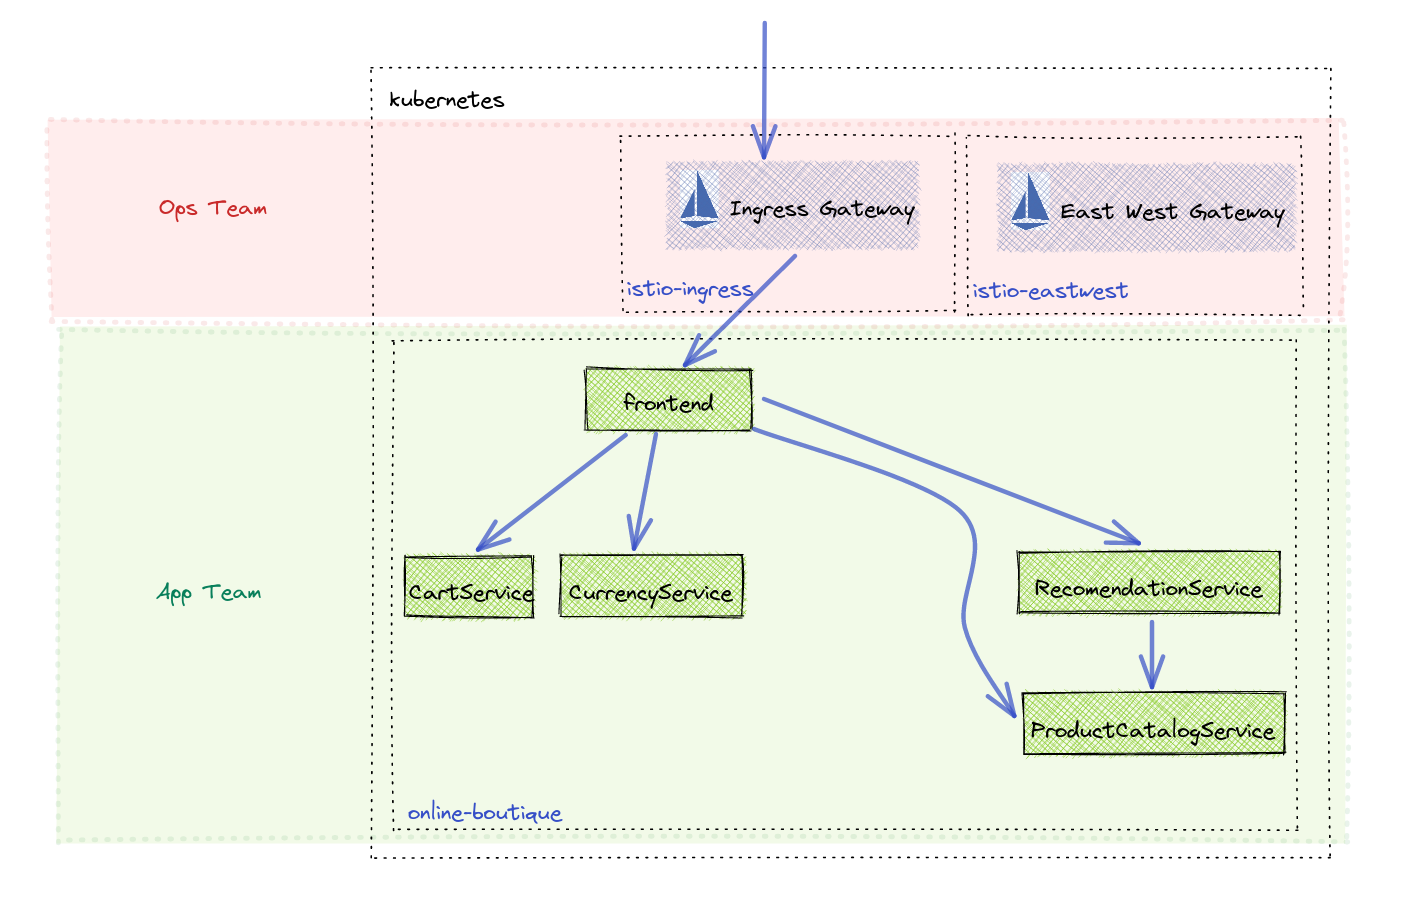 kubernetes
Ops Team
Ingress Gateway
East West Gateway
istio-ingress
istio-eastwest
frontend
App Team
CartService
CurrencyService
RecomendationService
ProductCatalogService
online-boutique